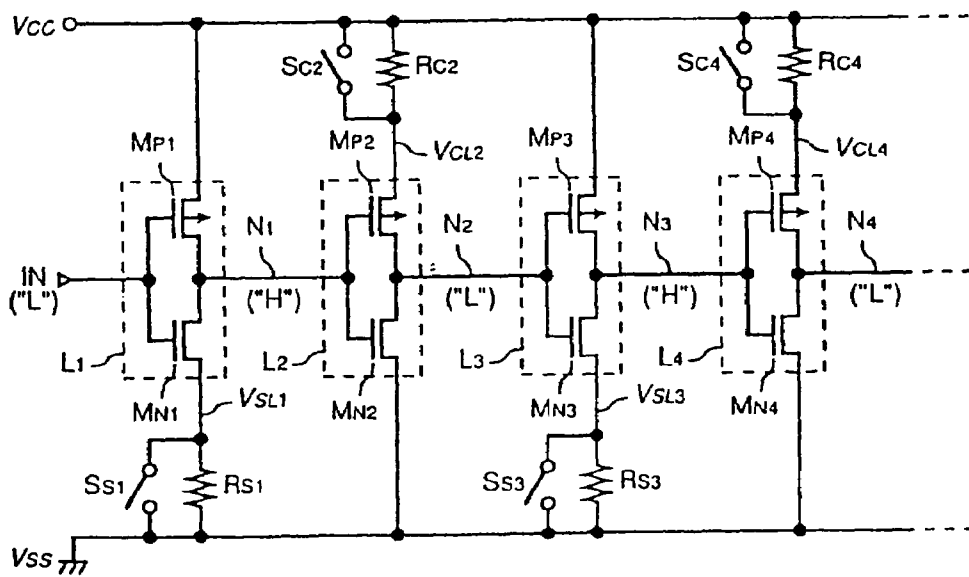 VCC
SC2
RC2
SC4
RC4
MP1
MP2
VCL2
MP3
MP4
VCL4
N1
N2
N3
N4
IN
("L")
("H")
("L")
("H")
("L")
L1
L2
L3
L4
MN1
VSL1
MN2
MN3
VSL3
MN4
SS1
RS1
SS3
RS3
VSS